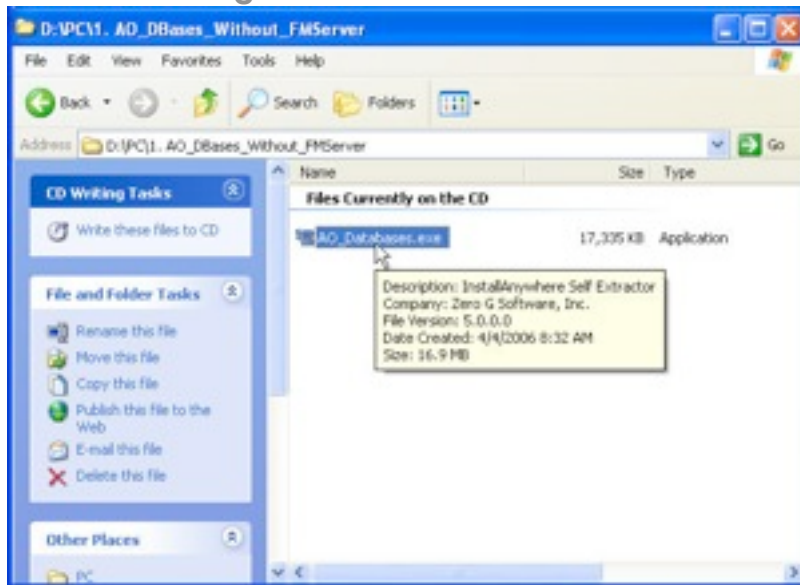 D:\PC\1. AO_DBases_Without_FMServer
File Edit View Favorites Tools Help
Back Search Folders
Address D:\PC\1. AO_DBases_Without_FMServer Go
Name Size Type
CD Writing Tasks
Files Currently on the CD
Write these files to CD
AO_Databases.exe 17,335 KB Application
File and Folder Tasks
Description: InstallAnywhere Self Extractor
Company: Zero G Software, Inc.
File Version: 5.0.0.0
Date Created: 4/4/2006 8:32 AM
Size: 16.9 MB
Rename this file
Move this file
Copy this file
Publish this file to the
Web
E-mail this file
Delete this file
Other Places
PC